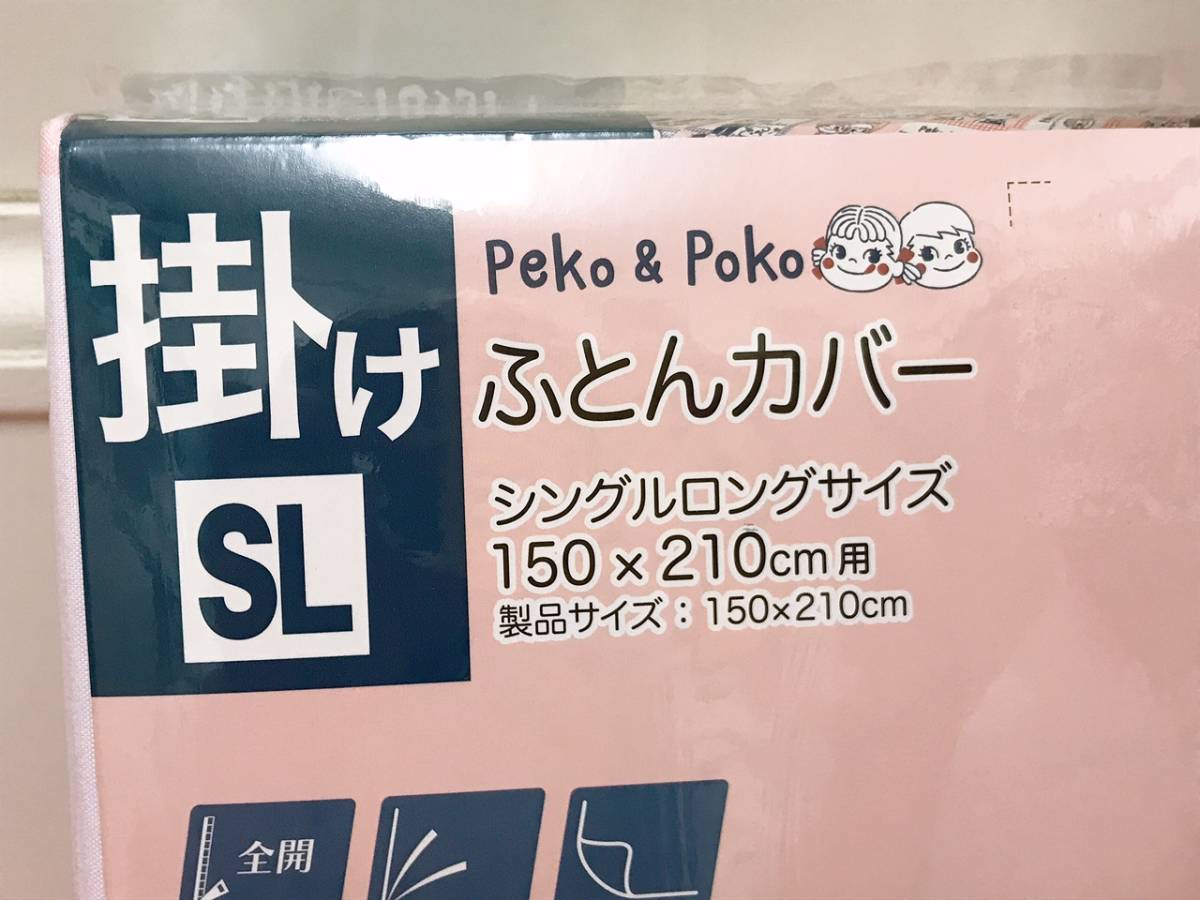 掛け
SL
Peko & Poko
ふとんカバー
シングルロングサイズ
150×210cm用
製品サイズ：150×210cm
全開
Peko